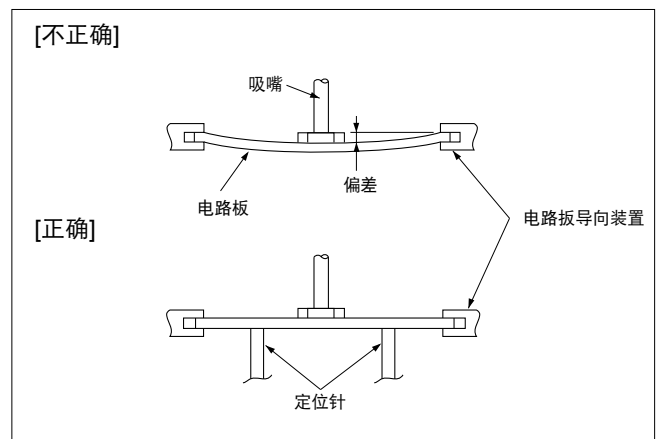 [不正确]
吸嘴
偏差
电路板
电路扳导向装置
[正确]
定位针